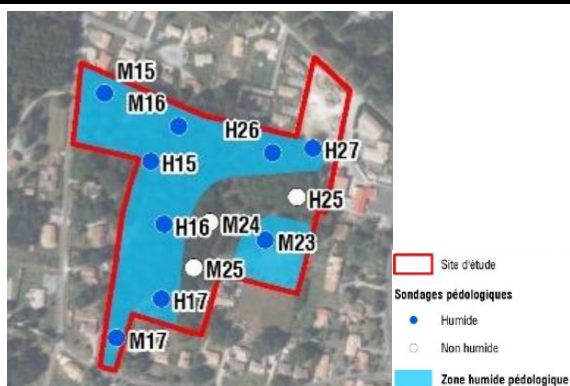 M15
M16
H26
H27
H15
H25
H16
M24
M23
M25
H17
M17
Site d'étude
Sondages pédologiques
Humide
Non humide
Zone humide pédologique